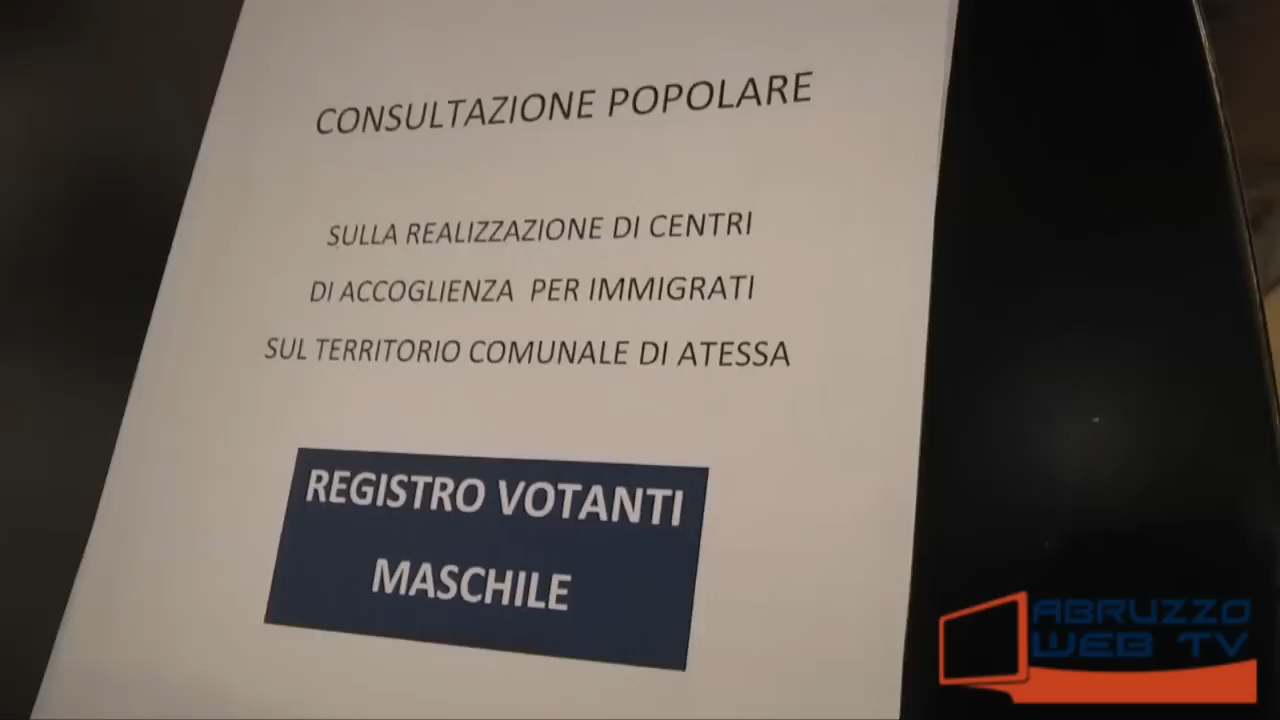 CONSULTAZIONE POPOLARE
SULLA REALIZZAZIONE DI CENTRI
DI ACCOGLIENZA PER IMMIGRATI
SUL TERRITORIO COMUNALE DI ATESSA
REGISTRO VOTANTI
MASCHILE
ABRUZZO
WEB TV